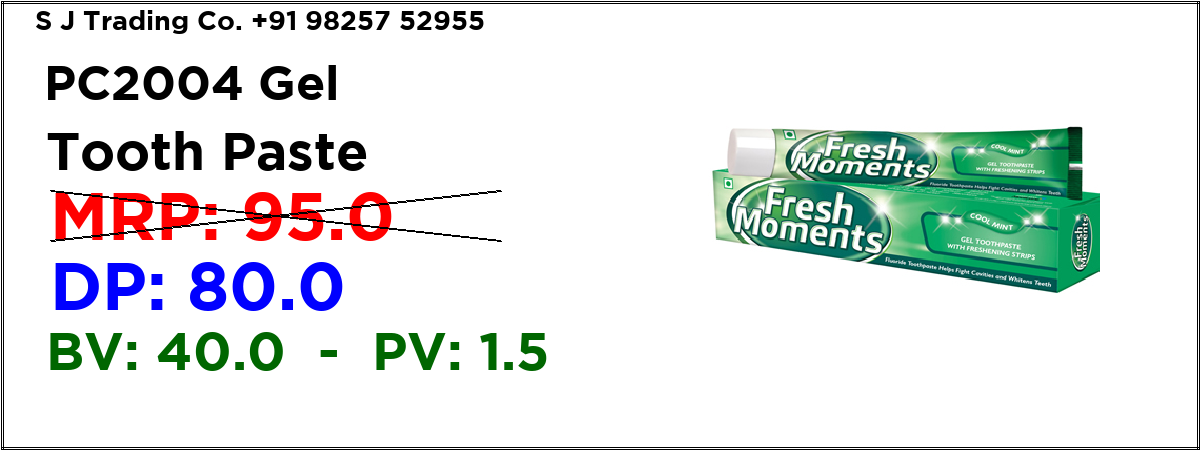 S J Trading Co. +91 98257 52955
PC2004 Gel
Tooth Paste
MRP: 95.0
DP: 80.0
BV: 40.0 - PV: 1.5
Fresh
Moments
COOL MINT
GEL TOOTHPASTE
WITH FRESHENING STRIPS
Fluoride Toothpaste Helps Fight Cavities and Whitens Teeth
Fresh
Moments
COOL MINT
GEL TOOTHPASTE
WITH FRESHENING STRIPS
Fluoride Toothpaste Helps Fight Cavities and Whitens Teeth
Fresh
Moments